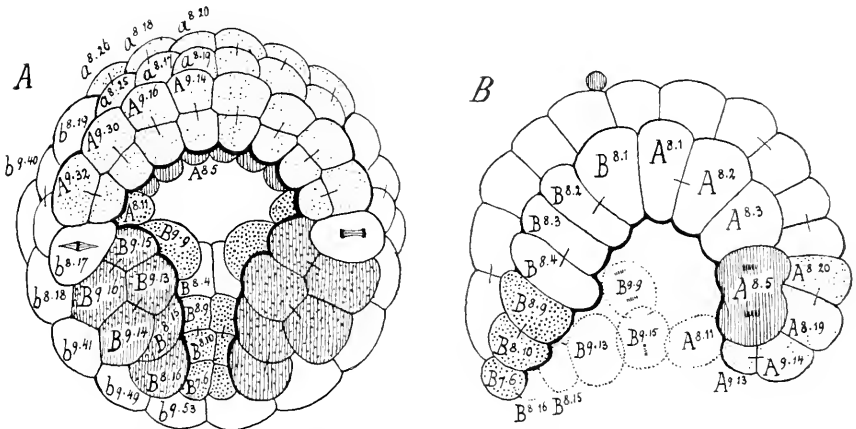 A
B
a8.26
a8.18
a8.20
a8.25
a8.17
a8.19
b8.19
A9.30
A9.16
A9.14
b9.40
A9.32
A8.5
A8.11
b8.17
B9.15
B9.9
b8.18
B9.10
B9.13
B8.4
b9.41
B9.14
B8.15
B8.9
B8.10
b9.49
B8.16
B7.6
b9.53
B8.1
A8.1
B8.2
A8.2
B8.3
A8.3
B8.4
B8.9
B9.9
A8.5
A8.20
B8.10
B9.13
B9.15
A8.11
A8.19
B7.6
B8.16
B8.15
A9.13
A9.14